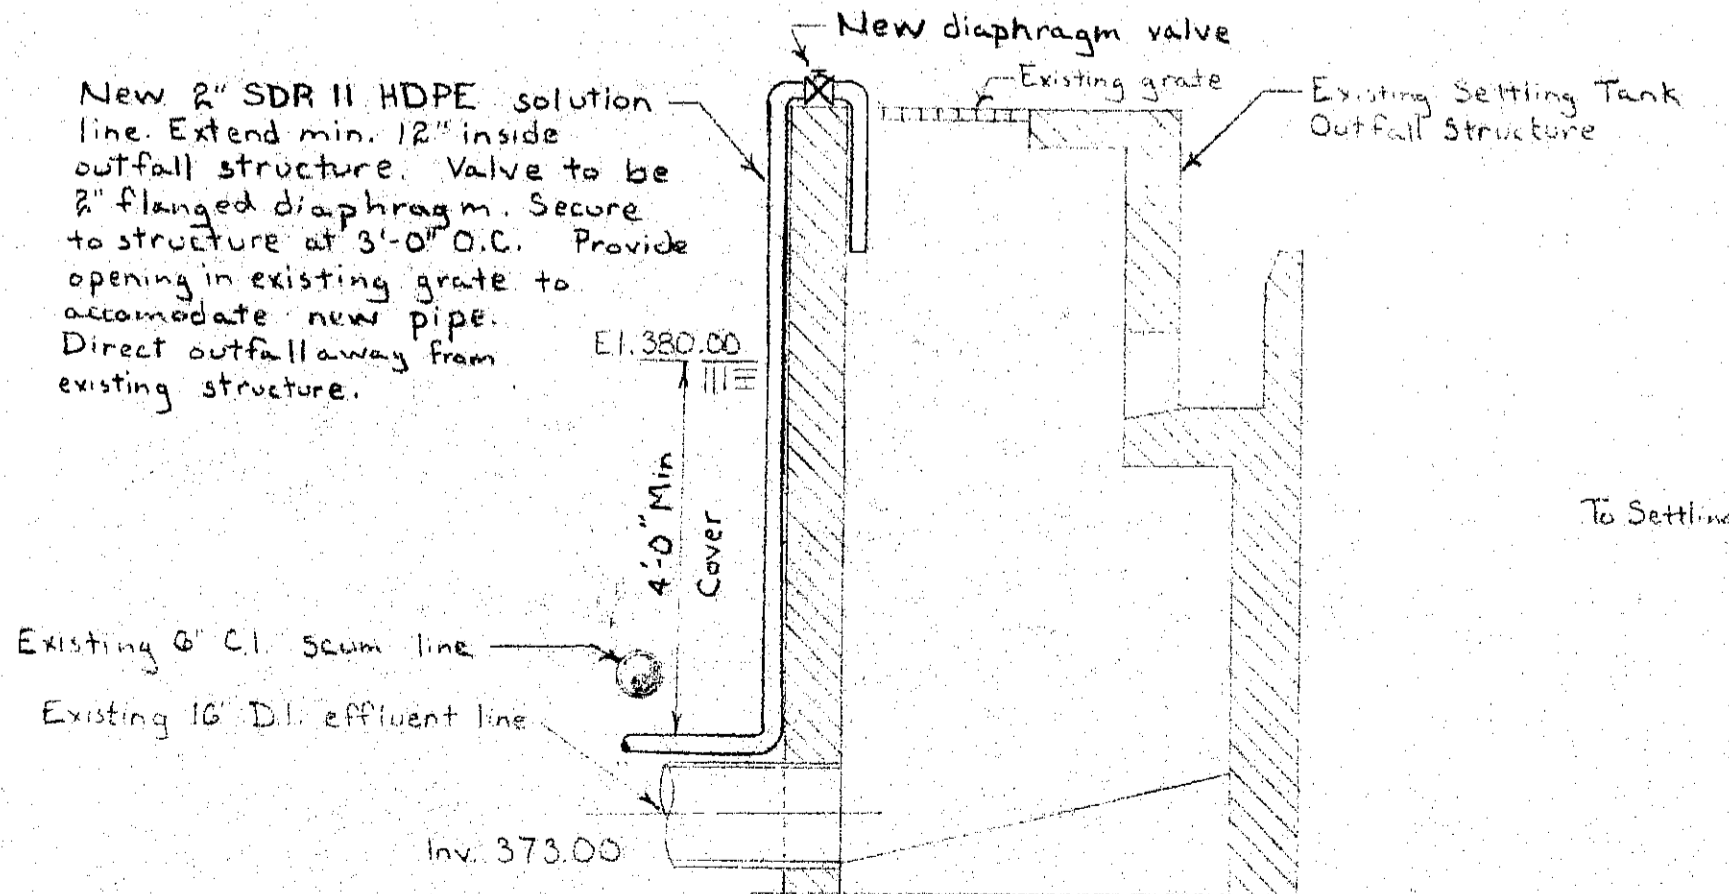 New diaphragm valve
New 2" SDR 11 HDPE solution
line. Extend min. 12" inside
outfall structure. Valve to be
2" flanged diaphragm. Secure
to structure at 3'-0" O.C. Provide
opening in existing grate to
accomodate new pipe.
Direct outfall away from
existing structure.
Existing grate
Existing Settling Tank
Outfall Structure
El. 380.00
4'-0" Min
Cover
To Settling
Existing 6" C.I. scum line
Existing 16" D.I. effluent line
Inv. 373.00